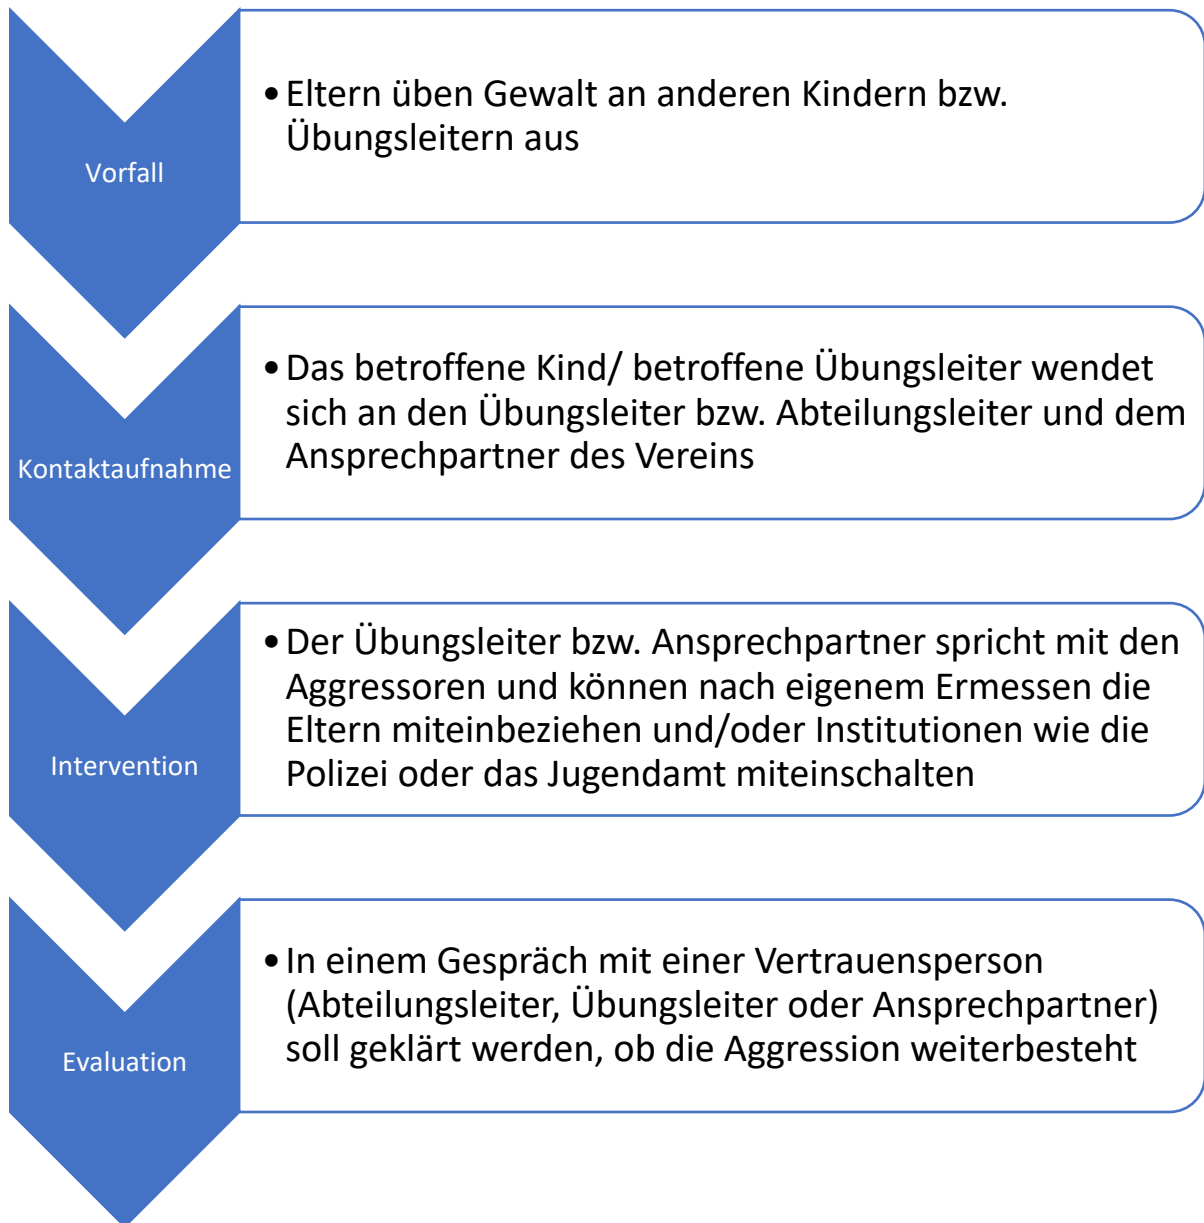 Vorfall
• Eltern üben Gewalt an anderen Kindern bzw.
Übungsleitern aus
Kontaktaufnahme
• Das betroffene Kind/ betroffene Übungsleiter wendet
sich an den Übungsleiter bzw. Abteilungsleiter und dem
Ansprechpartner des Vereins
Intervention
• Der Übungsleiter bzw. Ansprechpartner spricht mit den
Aggressoren und können nach eigenem Ermessen die
Eltern miteinbeziehen und/oder Institutionen wie die
Polizei oder das Jugendamt miteinschalten
Evaluation
• In einem Gespräch mit einer Vertrauensperson
(Abteilungsleiter, Übungsleiter oder Ansprechpartner)
soll geklärt werden, ob die Aggression weiterbesteht